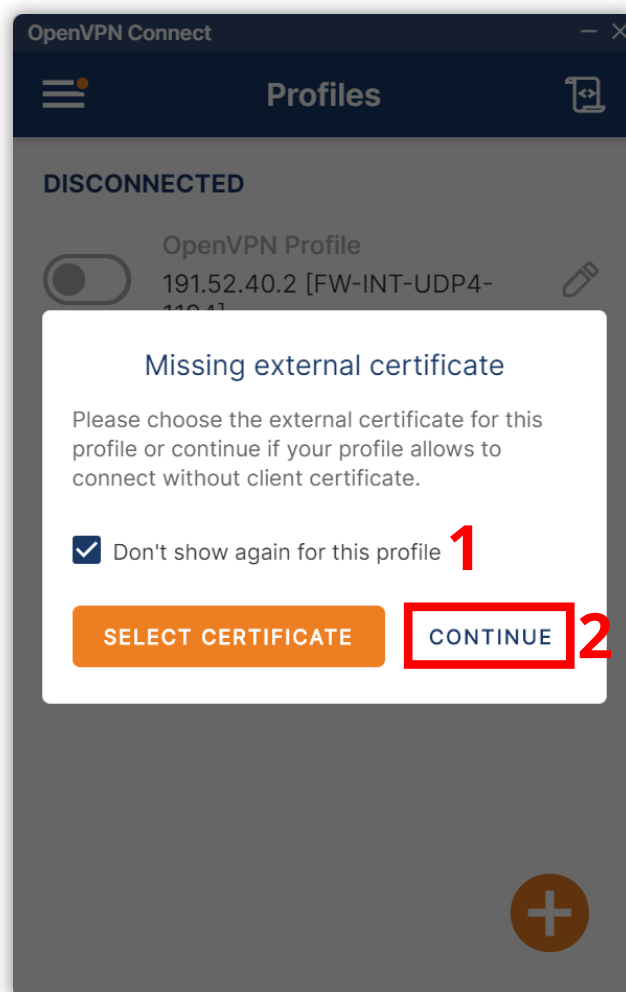 OpenVPN Connect
Profiles
DISCONNECTED
OpenVPN Profile
191.52.40.2 [FW-INT-UDP4-
1194]
Missing external certificate
Please choose the external certificate for this
profile or continue if your profile allows to
connect without client certificate.
Don't show again for this profile 1
SELECT CERTIFICATE CONTINUE 2